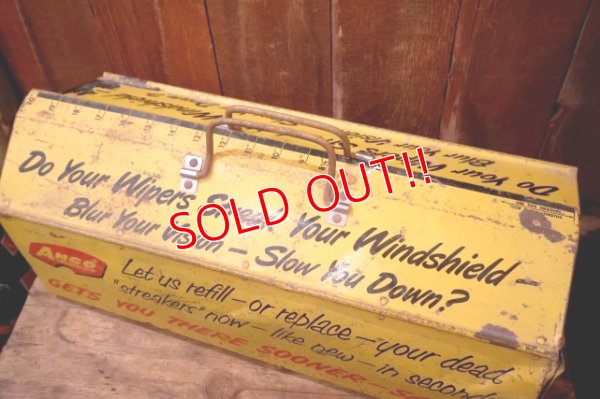 Do Your Wipers Smear Your Windshield –
Blur Your Vision – Slow You Down?
SOLD OUT!!
Anco
Let us refill – or replace – your dead
"streakers" now – like new – in seconds
GETS YOU THERE SOONER –